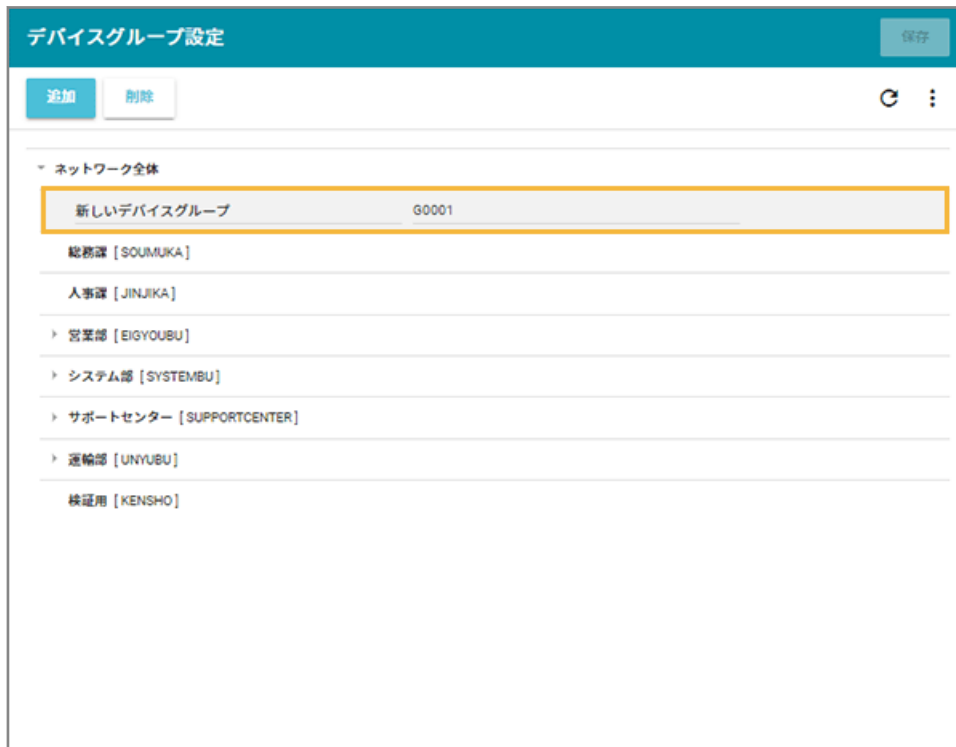 デバイスグループ設定 保存
追加 削除
ネットワーク全体
新しいデバイスグループ G0001
総務課 [ SOUMUKA ]
人事課 [ JINJIKA ]
営業部 [ EIGYOUBU ]
システム部 [ SYSTEMBU ]
サポートセンター [ SUPPORTCENTER ]
運輸部 [ UNYUBU ]
検証用 [ KENSHO ]